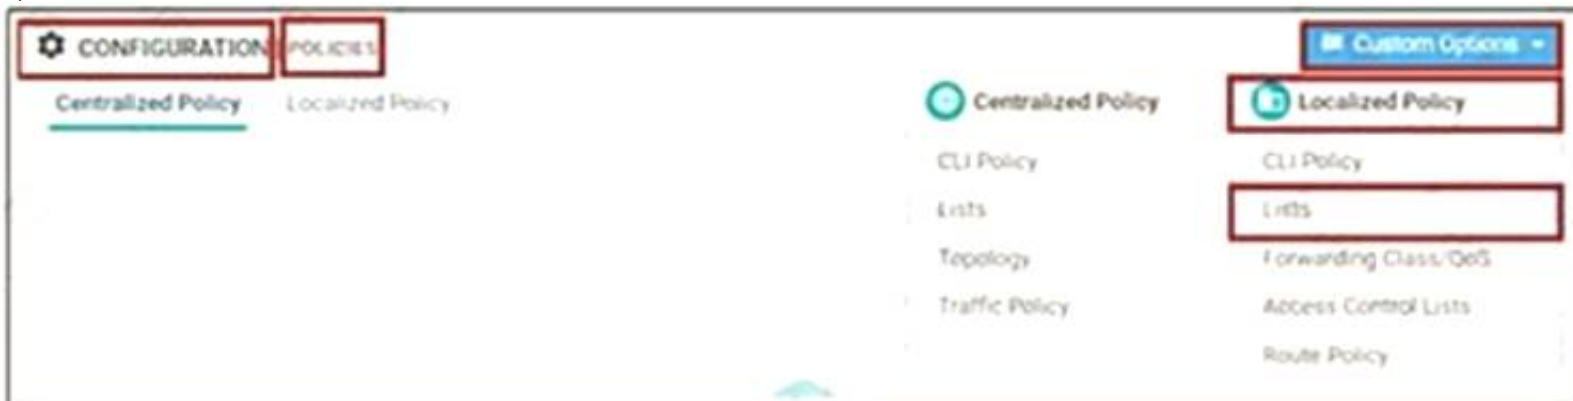 CONFIGURATION POLICIES
Custom Options
Centralized Policy Localized Policy
Centralized Policy
CLI Policy
Lists
Topology
Traffic Policy
Localized Policy
CLI Policy
Lists
Forwarding Class/QoS
Access Control Lists
Route Policy